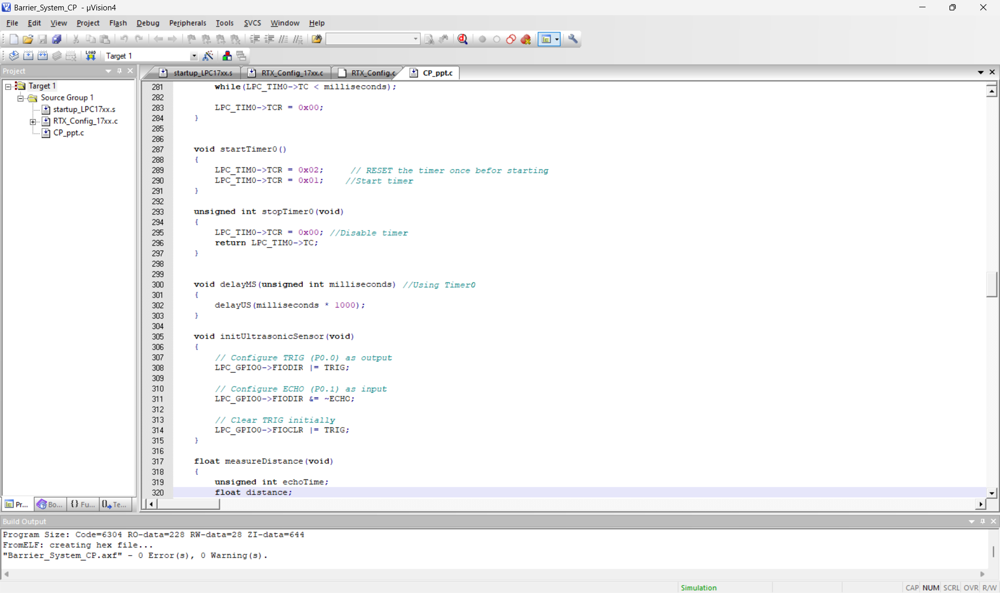 Barrier_System_CP - µVision4
File Edit View Project Flash Debug Peripherals Tools SVCS Window Help
LOAD Target 1
Project
Target 1
Source Group 1
startup_LPC17xx.s
RTX_Config_17xx.c
CP_ppt.c
Pr... Bo... {} Fu... Te...
startup_LPC17xx.s RTX_Config_17xx.c RTX_Config.c CP_ppt.c
281 while(LPC_TIM0->TC < milliseconds);
282
283 LPC_TIM0->TCR = 0x00;
284 }
285
286
287 void startTimer0()
288 {
289 LPC_TIM0->TCR = 0x02; // RESET the timer once befor starting
290 LPC_TIM0->TCR = 0x01; //Start timer
291 }
292
293 unsigned int stopTimer0(void)
294 {
295 LPC_TIM0->TCR = 0x00; //Disable timer
296 return LPC_TIM0->TC;
297 }
298
299
300 void delayMS(unsigned int milliseconds) //Using Timer0
301 {
302 delayUS(milliseconds * 1000);
303 }
304
305 void initUltrasonicSensor(void)
306 {
307 // Configure TRIG (P0.0) as output
308 LPC_GPIO0->FIODIR |= TRIG;
309
310 // Configure ECHO (P0.1) as input
311 LPC_GPIO0->FIODIR &= ~ECHO;
312
313 // Clear TRIG initially
314 LPC_GPIO0->FIOCLR |= TRIG;
315 }
316
317 float measureDistance(void)
318 {
319 unsigned int echoTime;
320 float distance;
Build Output
Program Size: Code=6304 RO-data=228 RW-data=28 ZI-data=644
FromELF: creating hex file...
"Barrier_System_CP.axf" - 0 Error(s), 0 Warning(s).
Simulation CAP NUM SCRL OVR R/W